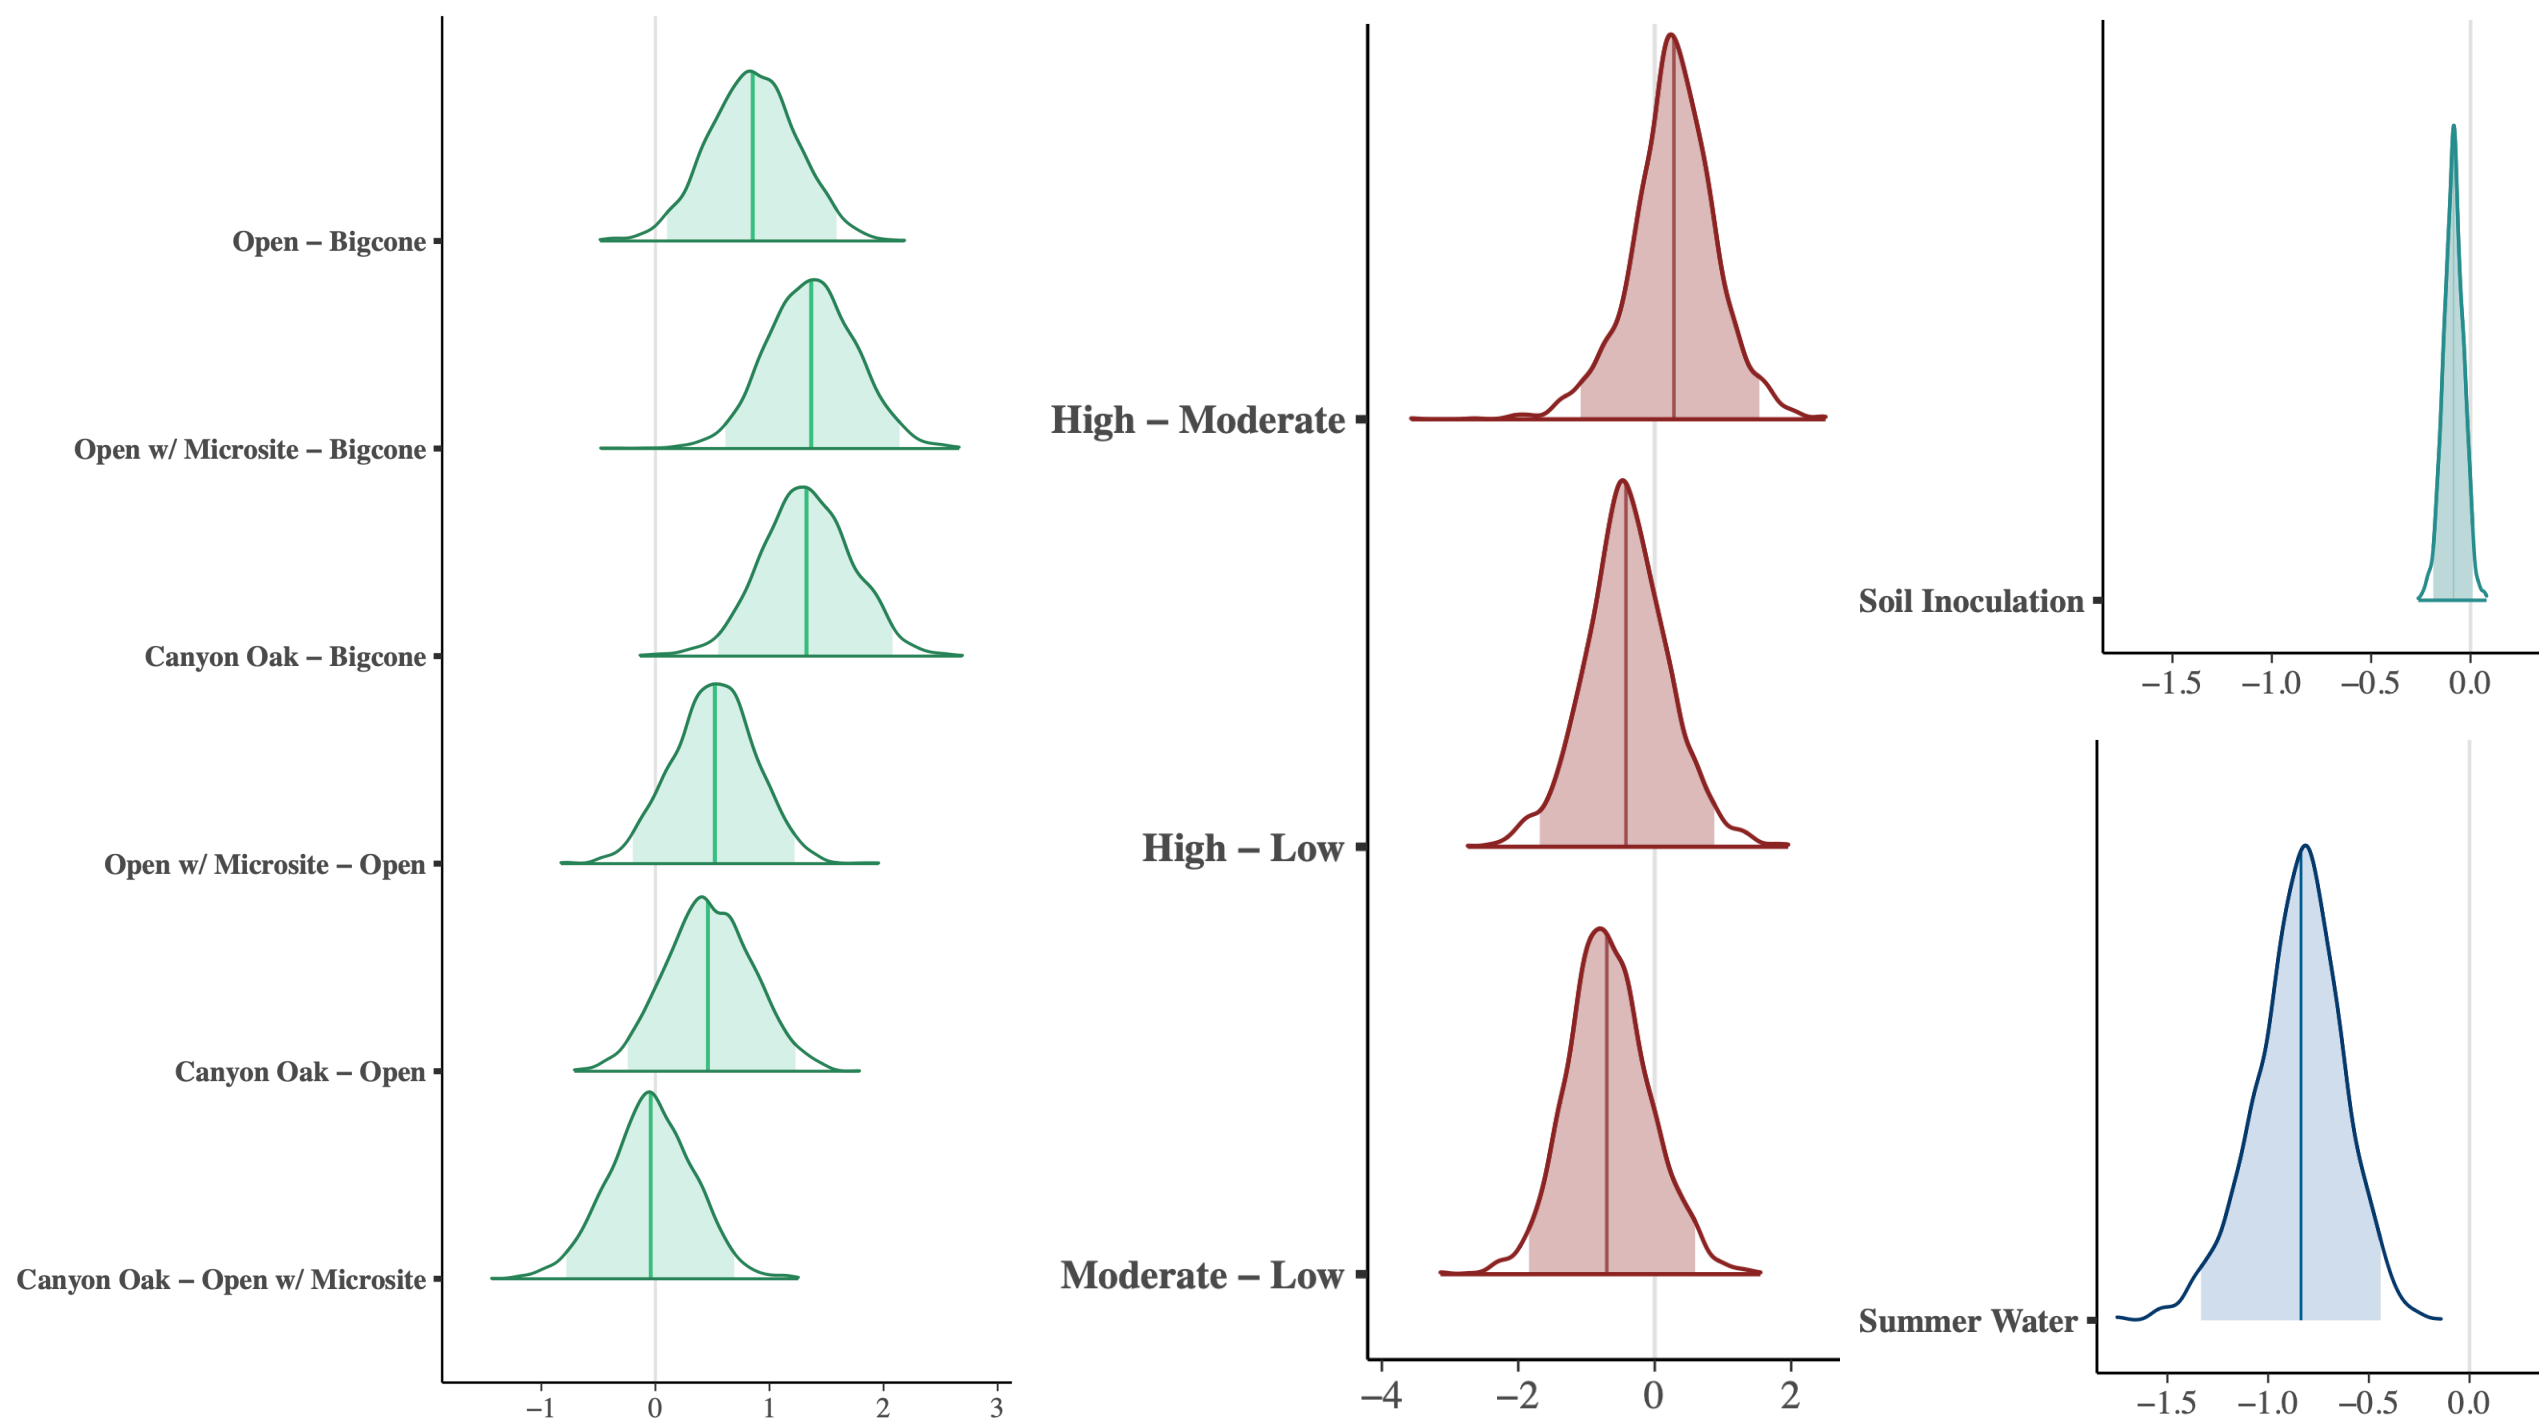 Open – Bigcone
Open w/ Microsite – Bigcone
Canyon Oak – Bigcone
Open w/ Microsite – Open
Canyon Oak – Open
Canyon Oak – Open w/ Microsite
−1 0 1 2 3
High – Moderate
High – Low
Moderate – Low
−4 −2 0 2
Soil Inoculation
−1.5 −1.0 −0.5 0.0
Summer Water
−1.5 −1.0 −0.5 0.0